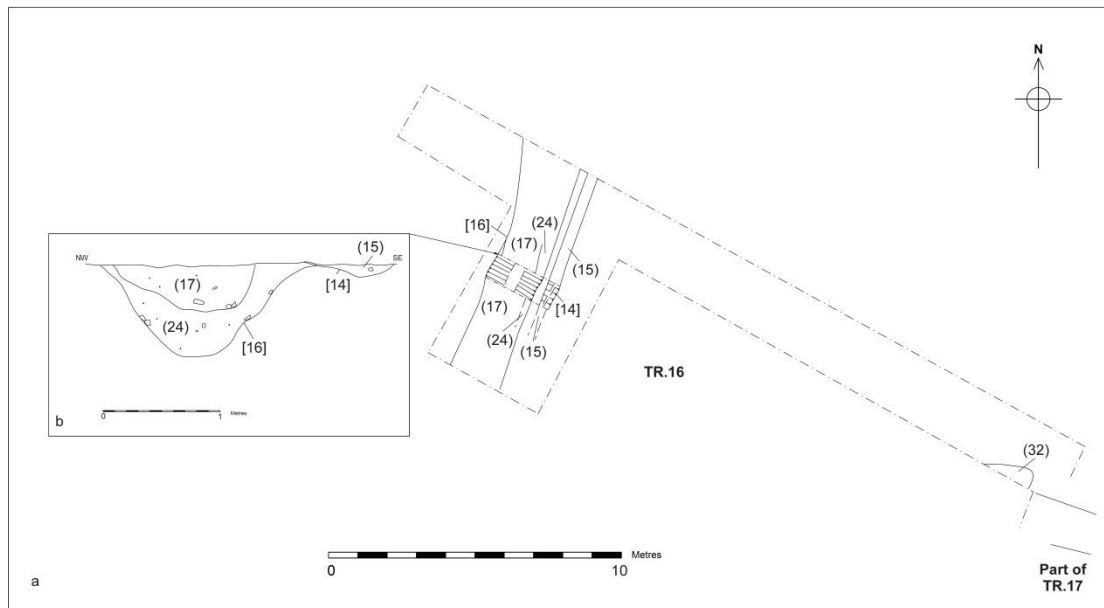 N
[16]
(24)
(17)
(15)
[14]
(17)
(24)
(15)
TR.16
(32)
Part of
TR.17
Metres
0 10
a
NW SE
(15)
(17)
[14]
(24)
[16]
0 1 Metres
b